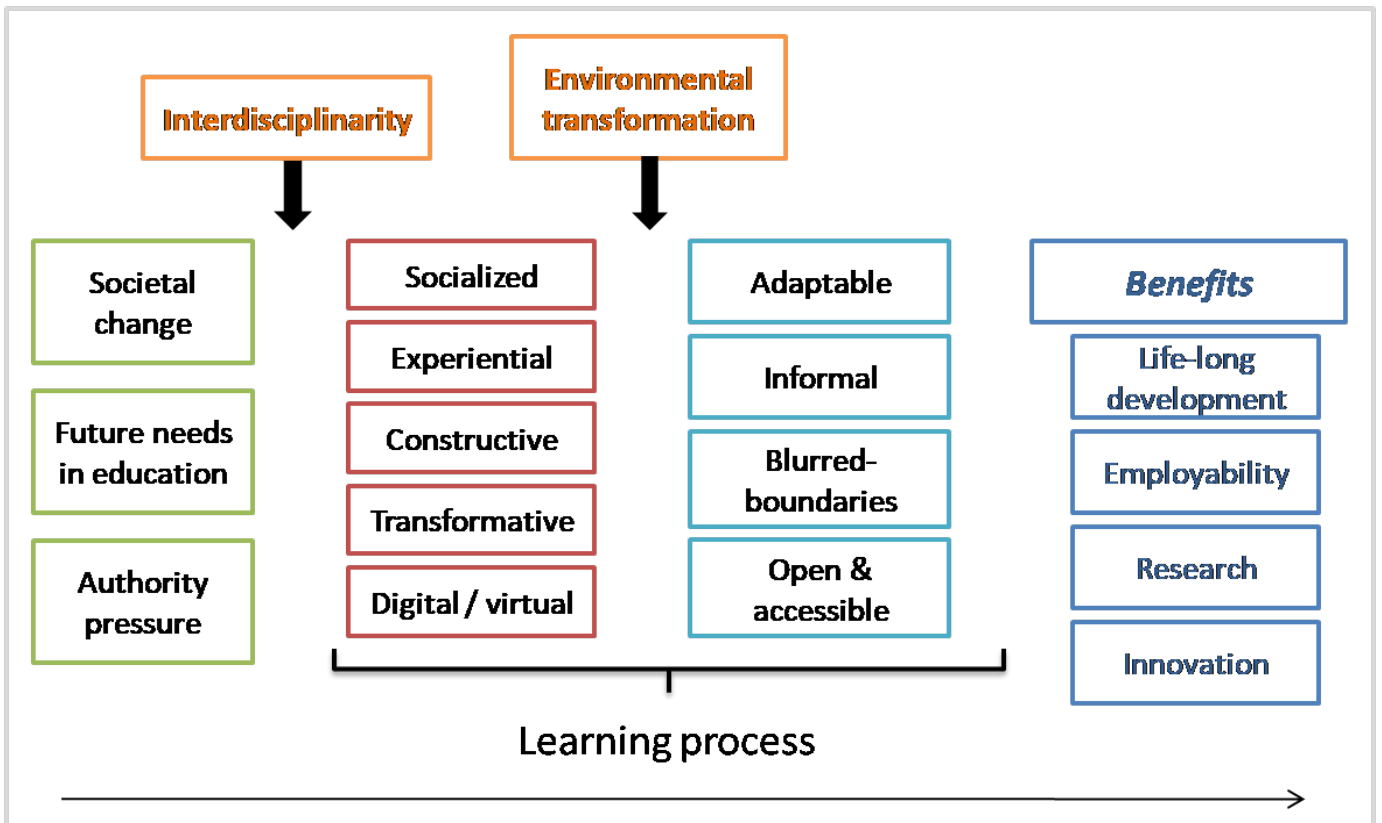 Interdisciplinarity
Environmental
transformation
Societal
change
Future needs
in education
Authority
pressure
Socialized
Experiential
Constructive
Transformative
Digital / virtual
Adaptable
Informal
Blurred-
boundaries
Open &
accessible
Benefits
Life-long
development
Employability
Research
Innovation
Learning process